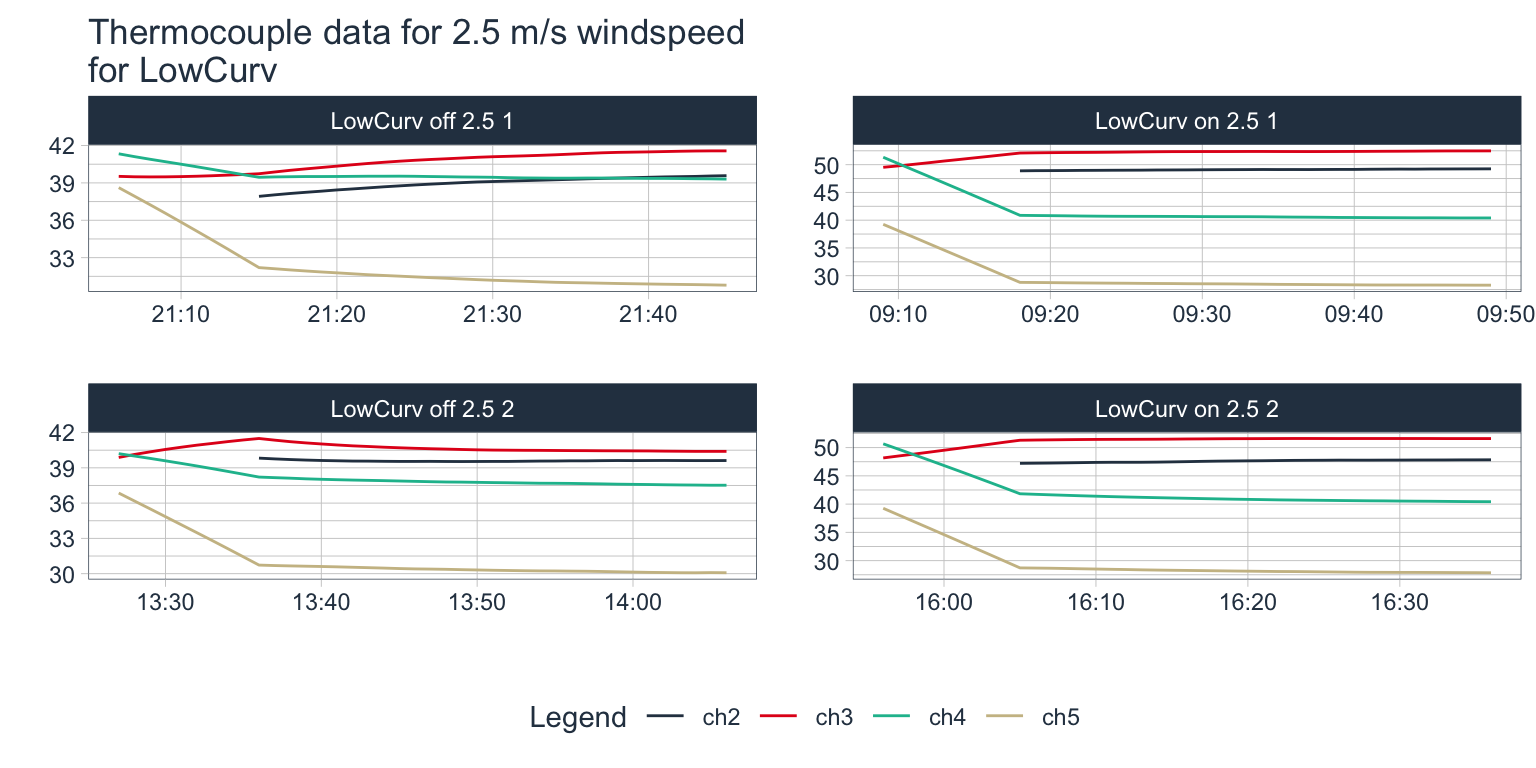 Thermocouple data for 2.5 m/s windspeed
for LowCurv
LowCurv off 2.5 1
42
39
36
33
21:10 21:20 21:30 21:40
LowCurv on 2.5 1
50
45
40
35
30
09:10 09:20 09:30 09:40 09:50
LowCurv off 2.5 2
42
39
36
33
30
13:30 13:40 13:50 14:00
LowCurv on 2.5 2
50
45
40
35
30
16:00 16:10 16:20 16:30
Legend ch2 ch3 ch4 ch5